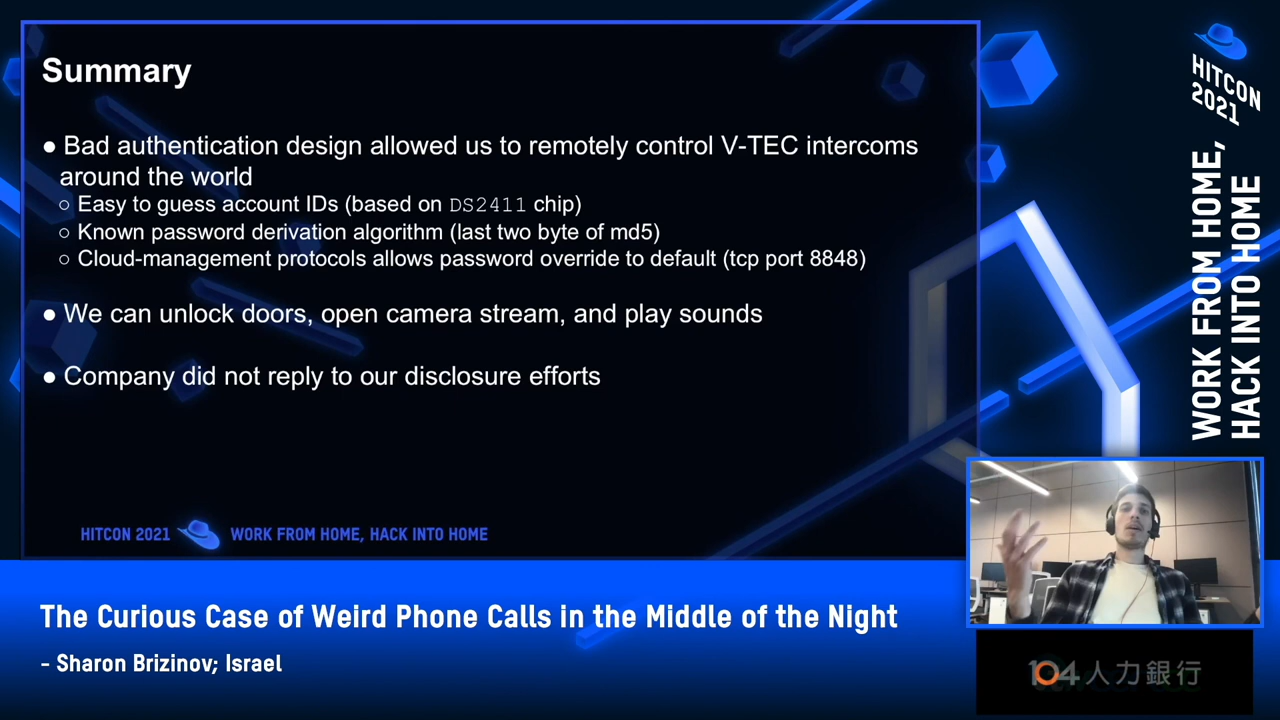 Summary
● Bad authentication design allowed us to remotely control V-TEC intercoms
around the world
○ Easy to guess account IDs (based on DS2411 chip)
○ Known password derivation algorithm (last two byte of md5)
○ Cloud-management protocols allows password override to default (tcp port 8848)
● We can unlock doors, open camera stream, and play sounds
● Company did not reply to our disclosure efforts
HITCON 2021 WORK FROM HOME, HACK INTO HOME
HITCON
2021
WORK FROM HOME,
HACK INTO HOME
The Curious Case of Weird Phone Calls in the Middle of the Night
- Sharon Brizinov; Israel
104人力銀行